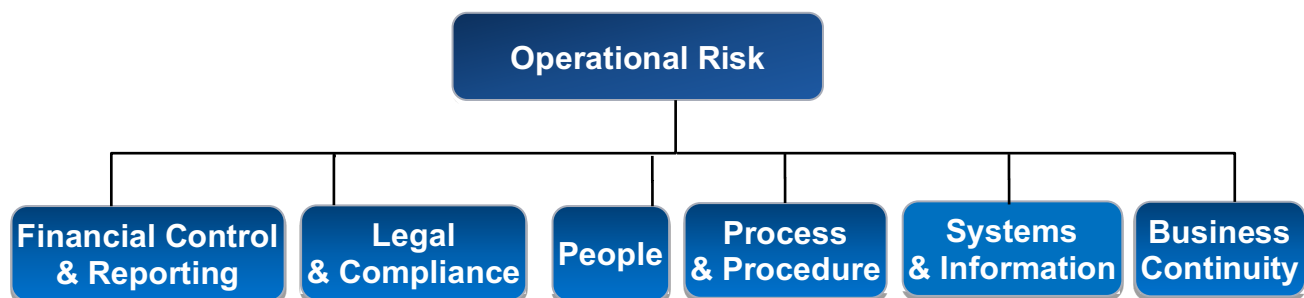 Operational Risk
Financial Control
& Reporting
Legal
& Compliance
People
Process
& Procedure
Systems
& Information
Business
Continuity